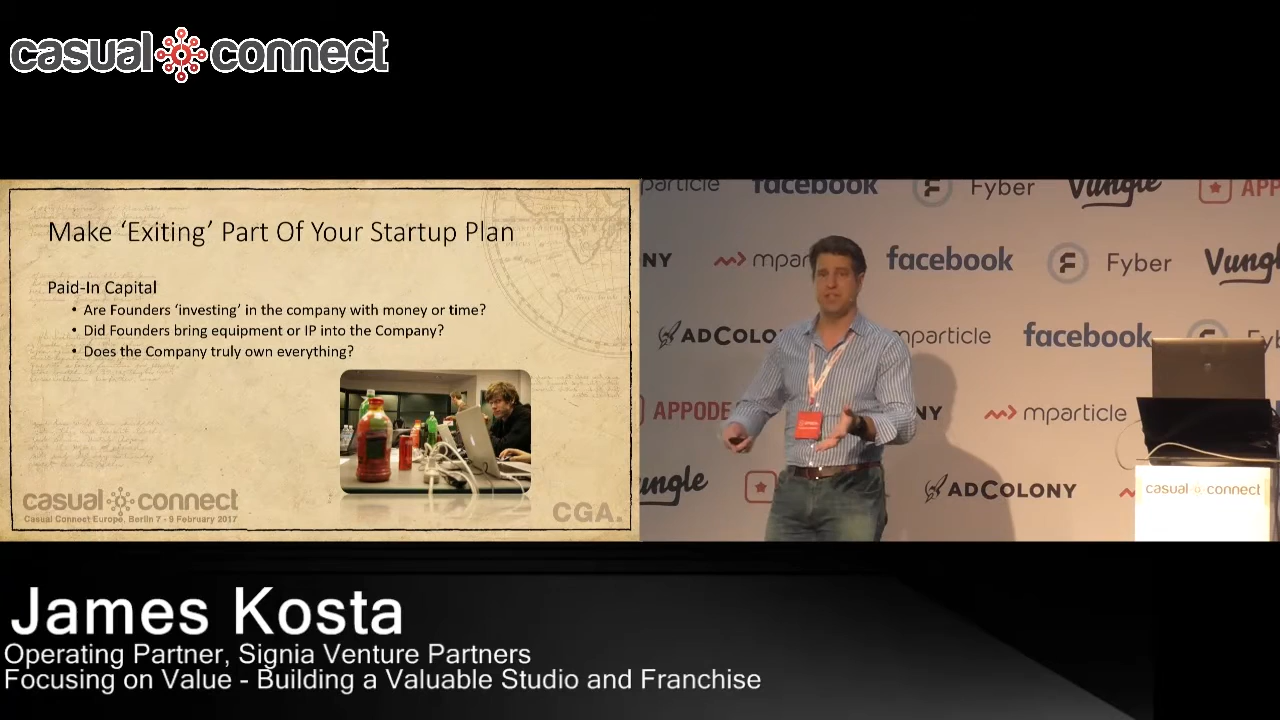 casual connect
Make ‘Exiting’ Part Of Your Startup Plan
Paid-In Capital
• Are Founders ‘investing’ in the company with money or time?
• Did Founders bring equipment or IP into the Company?
• Does the Company truly own everything?
casual connect
Casual Connect Europe, Berlin 7 - 9 February 2017
CGA.
particle facebook Fyber Vungle APP
NY mpar facebook Fyber Vungl
ADCOLO mparticle facebook Fyb
APPODE NY mparticle
ungle ADCOLONY
casual connect
James Kosta
Operating Partner, Signia Venture Partners
Focusing on Value - Building a Valuable Studio and Franchise